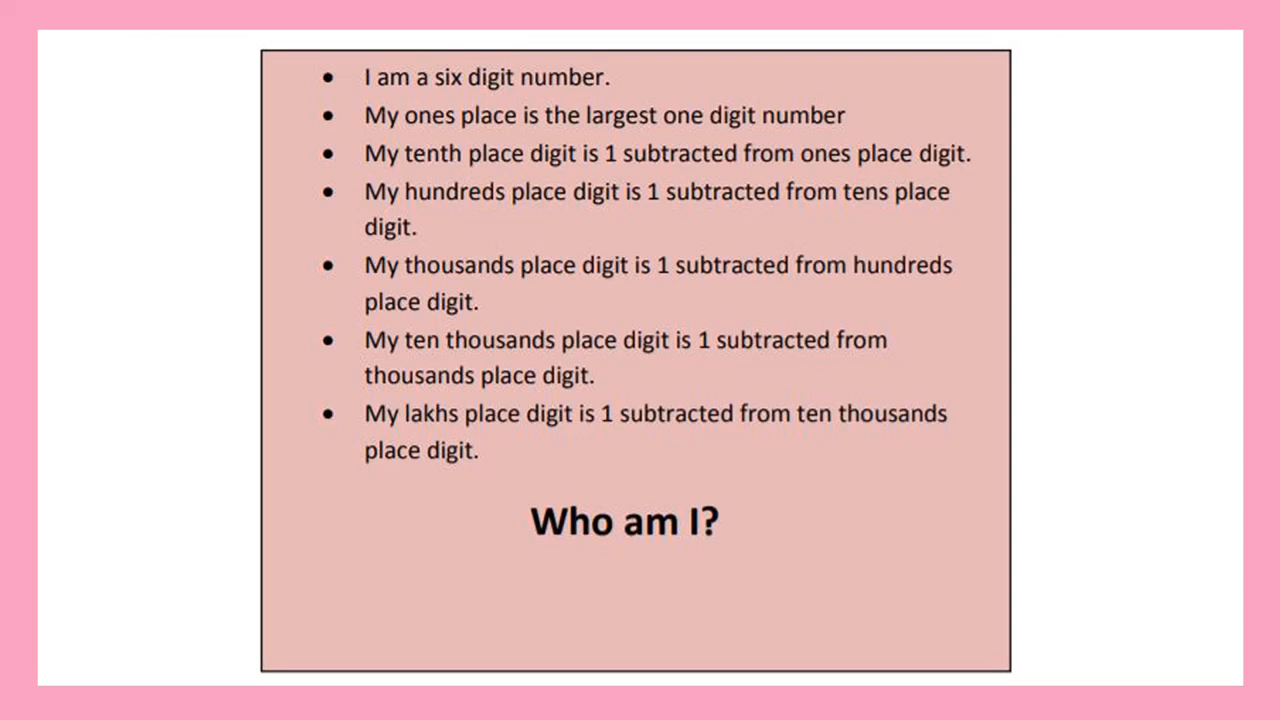 • I am a six digit number.
• My ones place is the largest one digit number
• My tenth place digit is 1 subtracted from ones place digit.
• My hundreds place digit is 1 subtracted from tens place
digit.
• My thousands place digit is 1 subtracted from hundreds
place digit.
• My ten thousands place digit is 1 subtracted from
thousands place digit.
• My lakhs place digit is 1 subtracted from ten thousands
place digit.
Who am I?